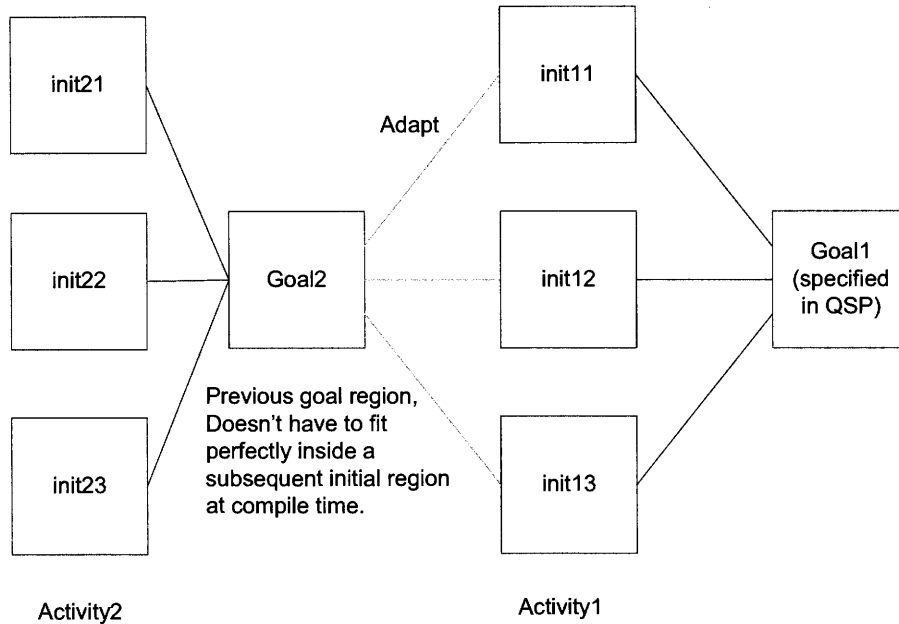 init21
init11
Adapt
init22
Goal2
init12
Goal1
(specified
in QSP)
Previous goal region,
Doesn't have to fit
perfectly inside a
subsequent initial region
at compile time.
init23
init13
Activity2
Activity1